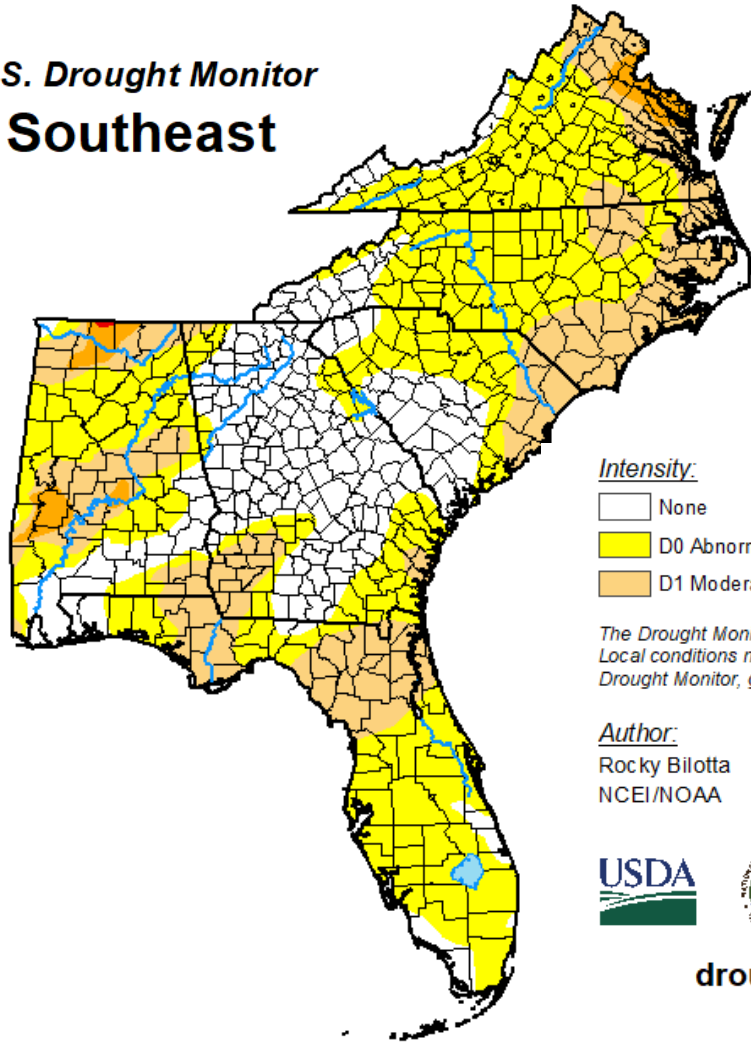 S. Drought Monitor
Southeast
Intensity:
None
D0 Abnorm
D1 Modera
The Drought Moni
Local conditions n
Drought Monitor, g
Author:
Rocky Bilotta
NCEI/NOAA
USDA
drou